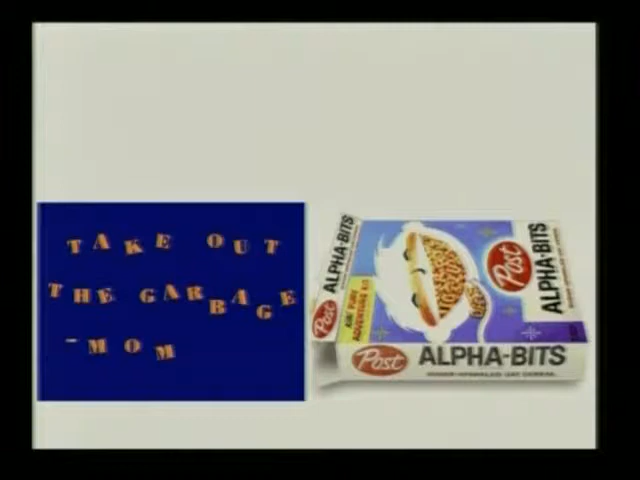 TAKE OUT
THE GARBAGE
-MOM
Post
ALPHA-BITS
Post
ALPHA-BITS
Post
ALPHA-BITS